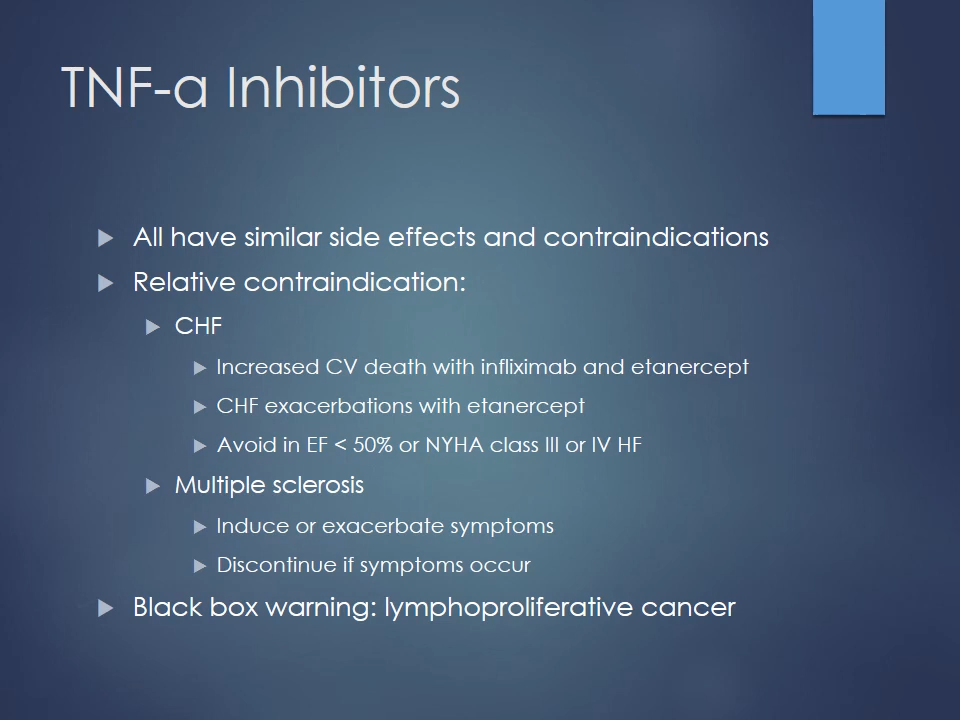 TNF-a Inhibitors
All have similar side effects and contraindications
Relative contraindication:
CHF
Increased CV death with infliximab and etanercept
CHF exacerbations with etanercept
Avoid in EF < 50% or NYHA class III or IV HF
Multiple sclerosis
Induce or exacerbate symptoms
Discontinue if symptoms occur
Black box warning: lymphoproliferative cancer